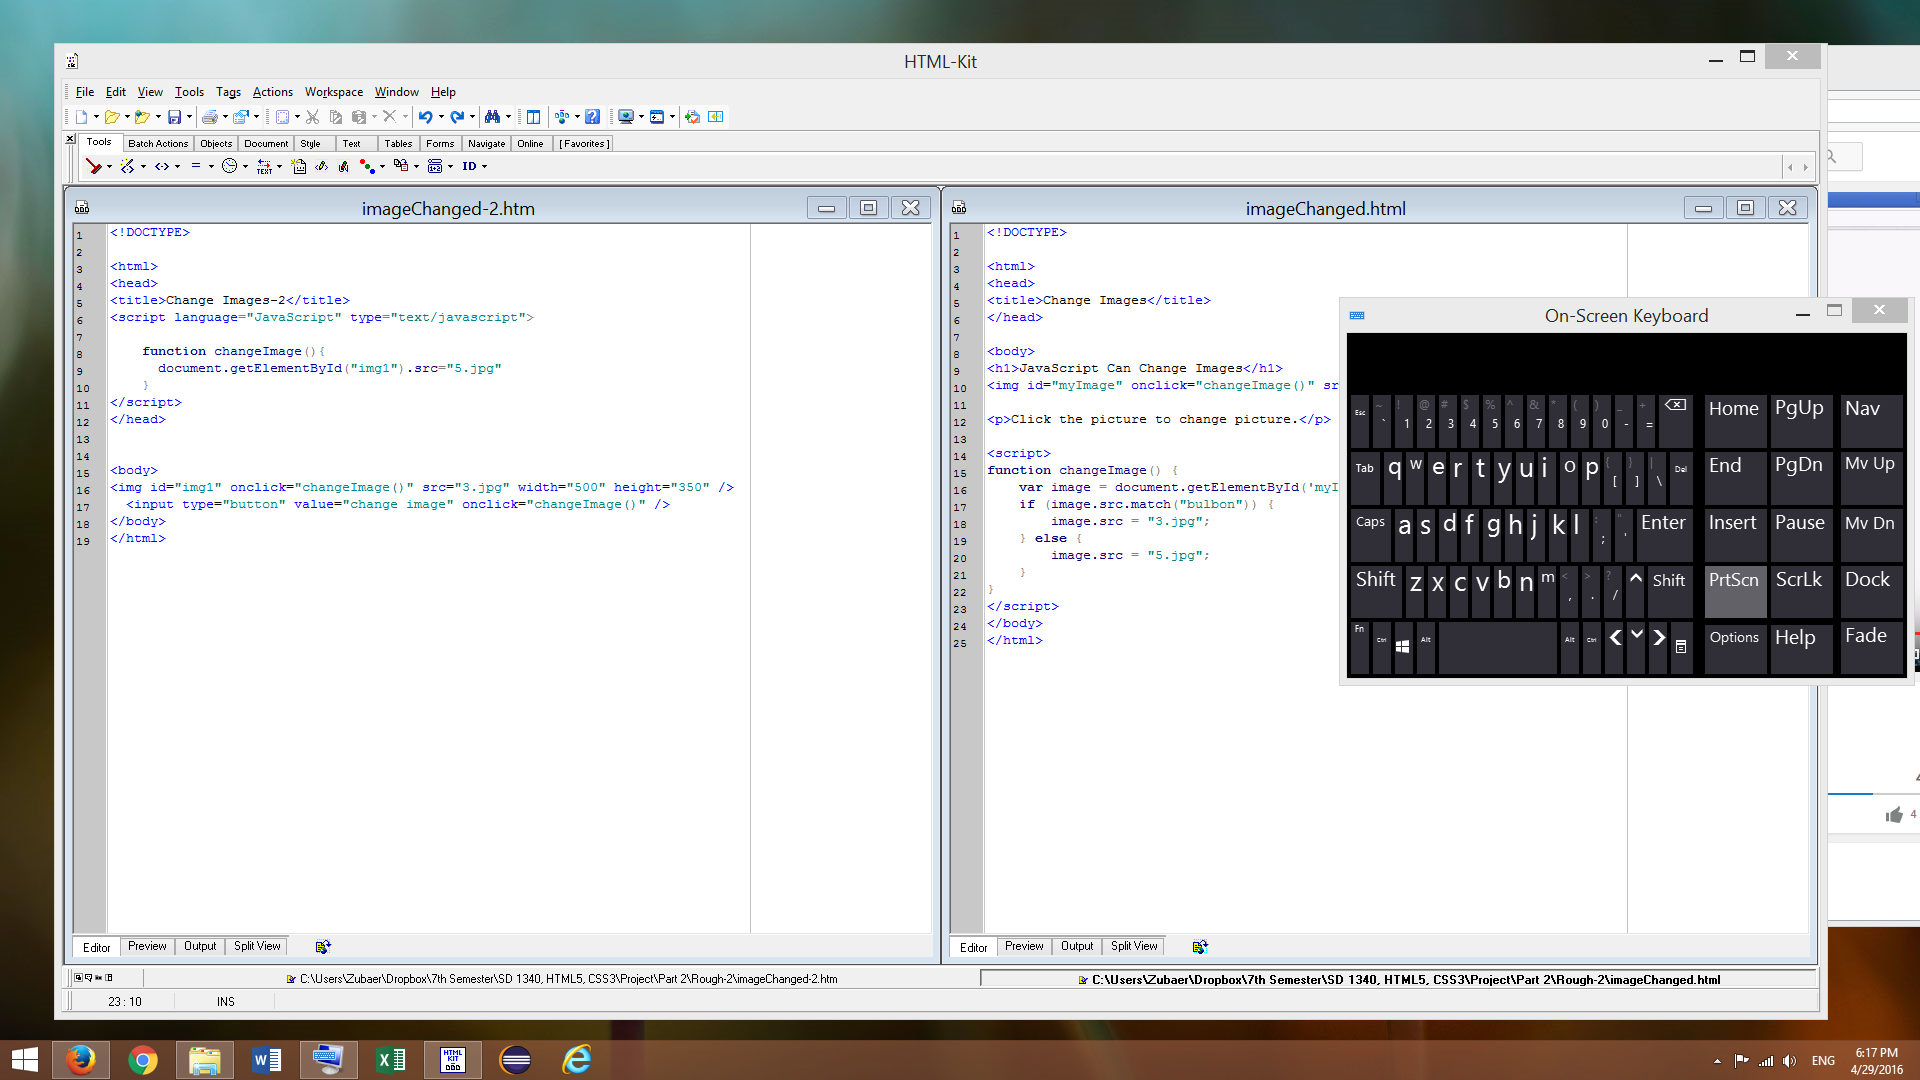 HTML-Kit
File Edit View Tools Tags Actions Workspace Window Help
Tools Batch Actions Objects Document Style Text Tables Forms Navigate Online [ Favorites ]
TEXT ID
imageChanged-2.htm
1 <!DOCTYPE>
2
3 <html>
4 <head>
5 <title>Change Images-2</title>
6 <script language="JavaScript" type="text/javascript">
7
8 function changeImage(){
9 document.getElementById("img1").src="5.jpg"
10 }
11 </script>
12 </head>
13
14
15 <body>
16 <img id="img1" onclick="changeImage()" src="3.jpg" width="500" height="350" />
17 <input type="button" value="change image" onclick="changeImage()" />
18 </body>
19 </html>
Editor Preview Output Split View
imageChanged.html
1 <!DOCTYPE>
2
3 <html>
4 <head>
5 <title>Change Images</title>
6 </head>
7
8 <body>
9 <h1>JavaScript Can Change Images</h1>
10 <img id="myImage" onclick="changeImage()" sr
11
12 <p>Click the picture to change picture.</p>
13
14 <script>
15 function changeImage() {
16 var image = document.getElementById('myI
17 if (image.src.match("bulbon")) {
18 image.src = "3.jpg";
19 } else {
20 image.src = "5.jpg";
21 }
22 }
23 </script>
24 </body>
25 </html>
Editor Preview Output Split View
On-Screen Keyboard
Esc ~ ` ! 1 @ 2 # 3 $ 4 % 5 ^ 6 & 7 * 8 ( 9 ) 0 _ - + = Home PgUp Nav
Tab q w e r t y u i o p { [ } ] | \ Del End PgDn Mv Up
Caps a s d f g h j k l : ; " ' Enter Insert Pause Mv Dn
Shift z x c v b n m < , > . ? / Shift PrtScn ScrLk Dock
Fn Ctrl Alt Alt Ctrl Options Help Fade
4
C:\Users\Zubaer\Dropbox\7th Semester\SD 1340, HTML5, CSS3\Project\Part 2\Rough-2\imageChanged-2.htm
C:\Users\Zubaer\Dropbox\7th Semester\SD 1340, HTML5, CSS3\Project\Part 2\Rough-2\imageChanged.html
23 : 10 INS
HTML
KIT
ENG
6:17 PM
4/29/2016